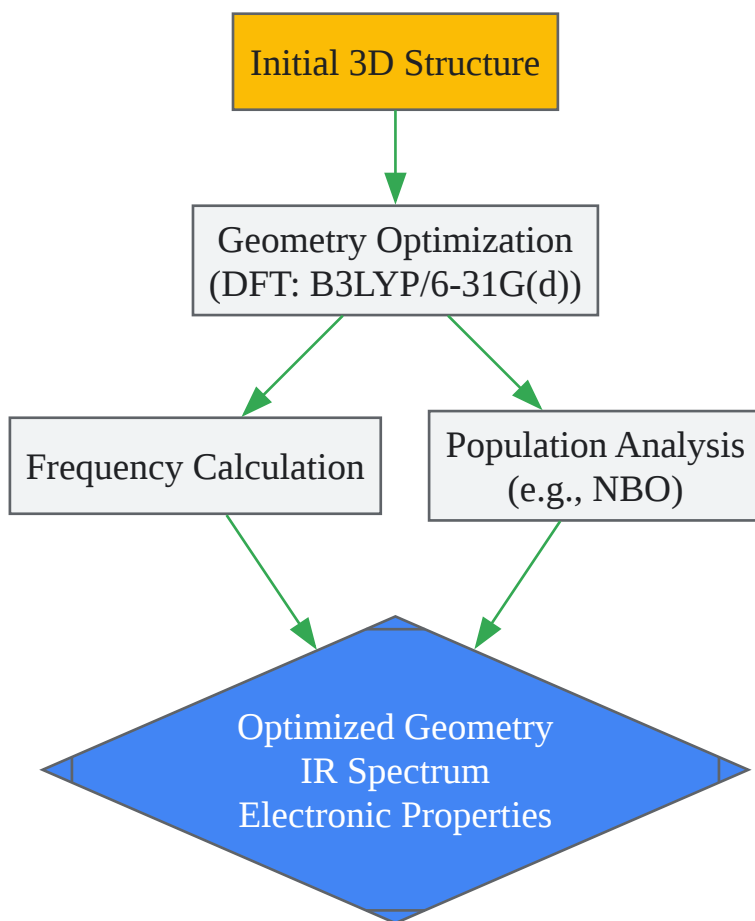 Initial 3D Structure
Geometry Optimization
(DFT: B3LYP/6-31G(d))
Frequency Calculation
Population Analysis
(e.g., NBO)
Optimized Geometry
IR Spectrum
Electronic Properties